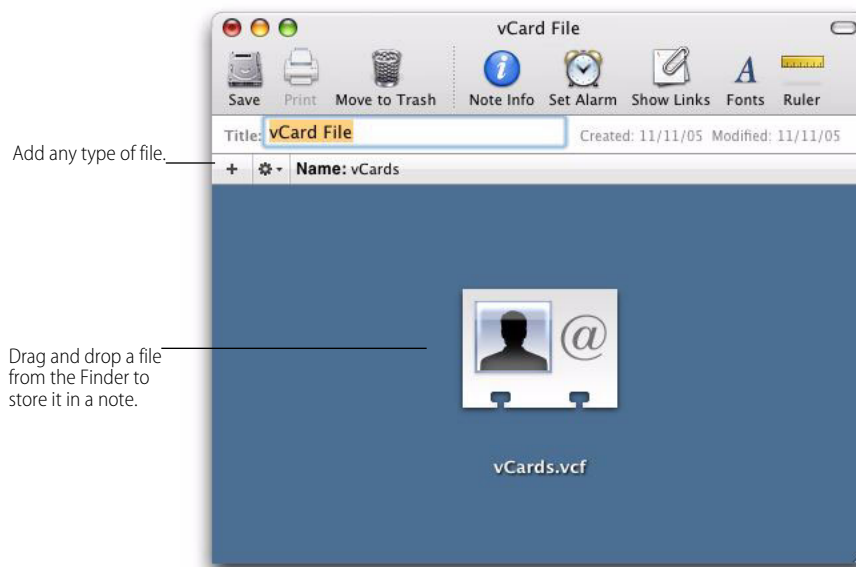 vCard File
Save Print Move to Trash Note Info Set Alarm Show Links Fonts Ruler
Title: vCard File Created: 11/11/05 Modified: 11/11/05
Add any type of file.
+ Name: vCards
@
Drag and drop a file
from the Finder to
store it in a note.
vCards.vcf